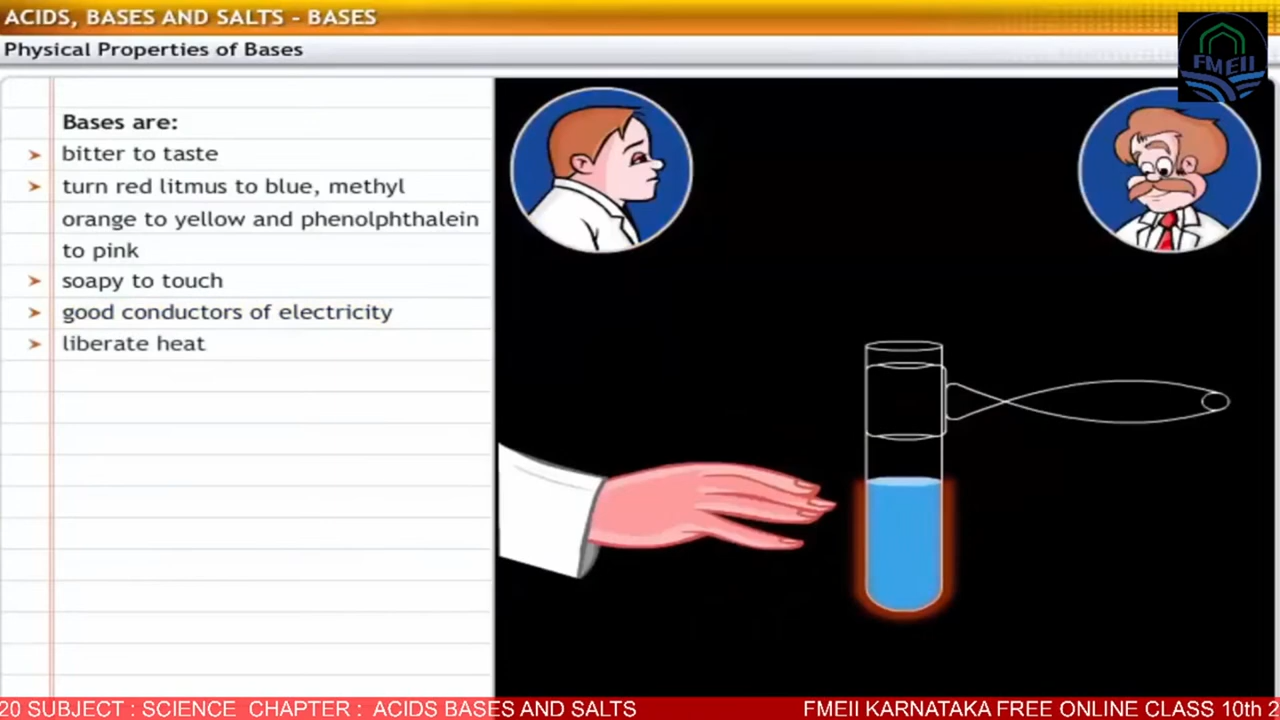 ACIDS, BASES AND SALTS - BASES
Physical Properties of Bases
FMEII
Bases are:
➤ bitter to taste
➤ turn red litmus to blue, methyl
orange to yellow and phenolphthalein
to pink
➤ soapy to touch
➤ good conductors of electricity
➤ liberate heat
20 SUBJECT : SCIENCE CHAPTER : ACIDS BASES AND SALTS FMEII KARNATAKA FREE ONLINE CLASS 10th 2